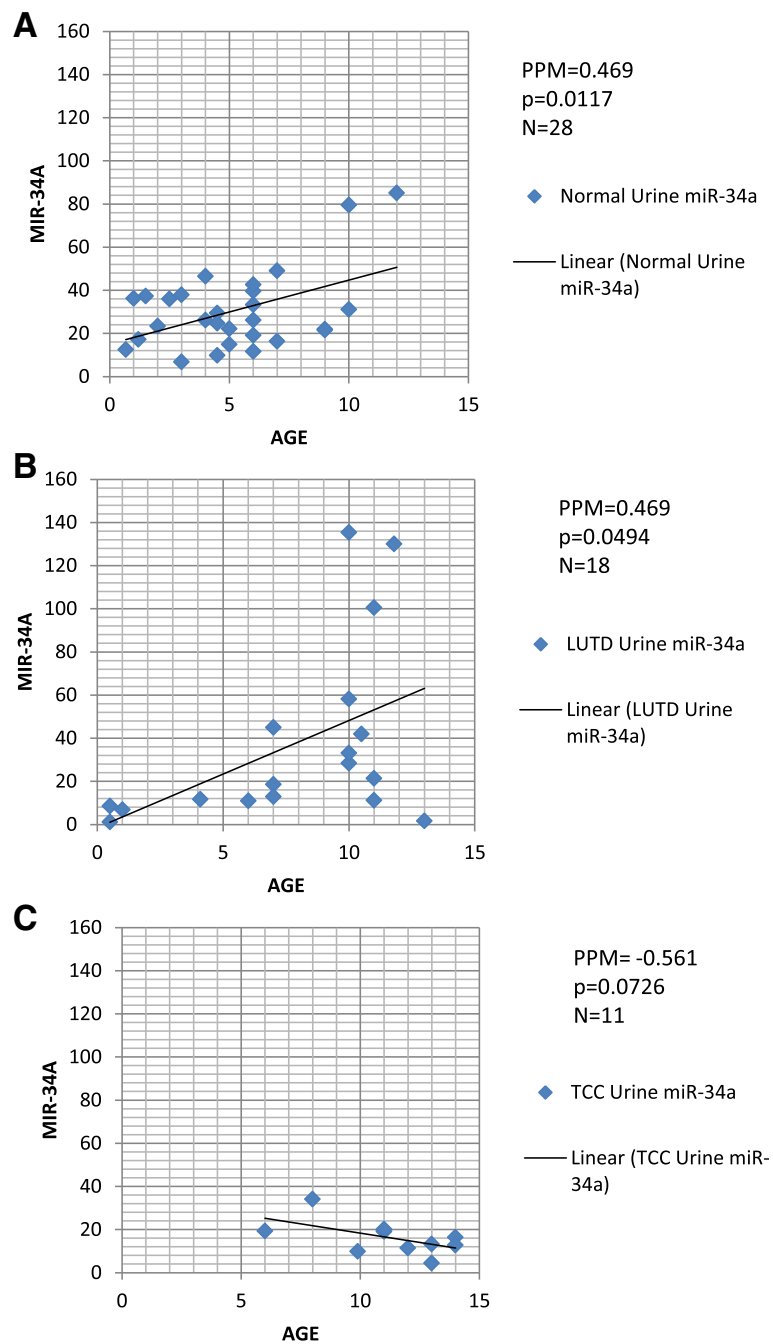 A
160
140
120
100
80
60
40
20
0
0 5 10 15
MIR-34A
AGE
PPM=0.469
p=0.0117
N=28
Normal Urine miR-34a
Linear (Normal Urine
miR-34a)
B
160
140
120
100
80
60
40
20
0
0 5 10 15
MIR-34A
AGE
PPM=0.469
p=0.0494
N=18
LUTD Urine miR-34a
Linear (LUTD Urine
miR-34a)
C
160
140
120
100
80
60
40
20
0
0 5 10 15
MIR-34A
AGE
PPM= -0.561
p=0.0726
N=11
TCC Urine miR-34a
Linear (TCC Urine miR-
34a)